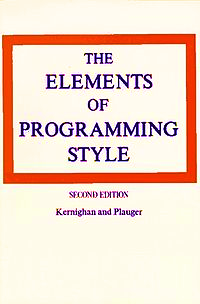 THE
ELEMENTS
OF
PROGRAMMING
STYLE
SECOND EDITION
Kernighan and Plauger